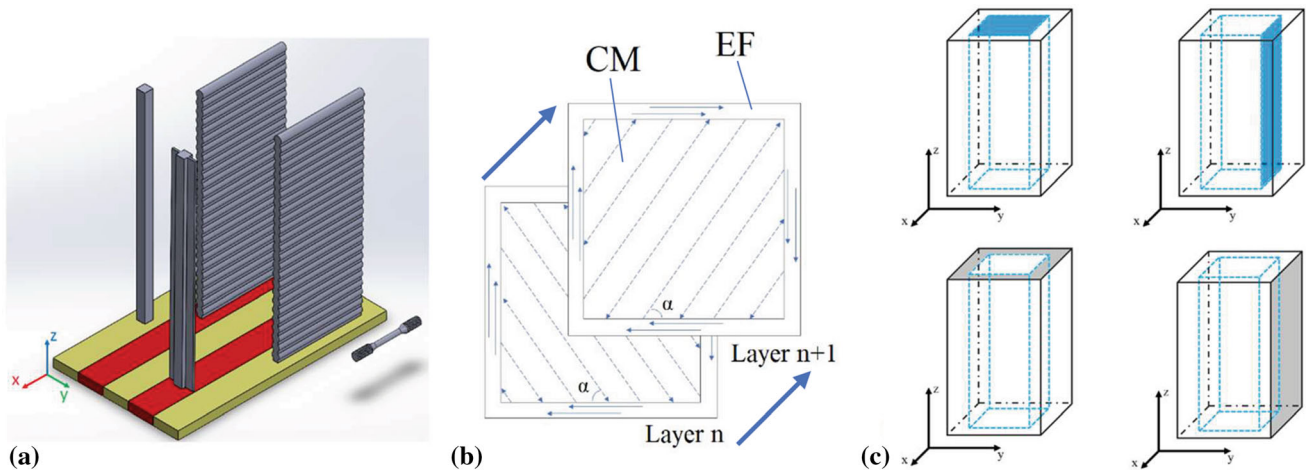 z
x
y
(a)
CM
EF
α
Layer n+1
α
Layer n
(b)
z
x
y
z
x
y
z
x
y
z
x
y
(c)